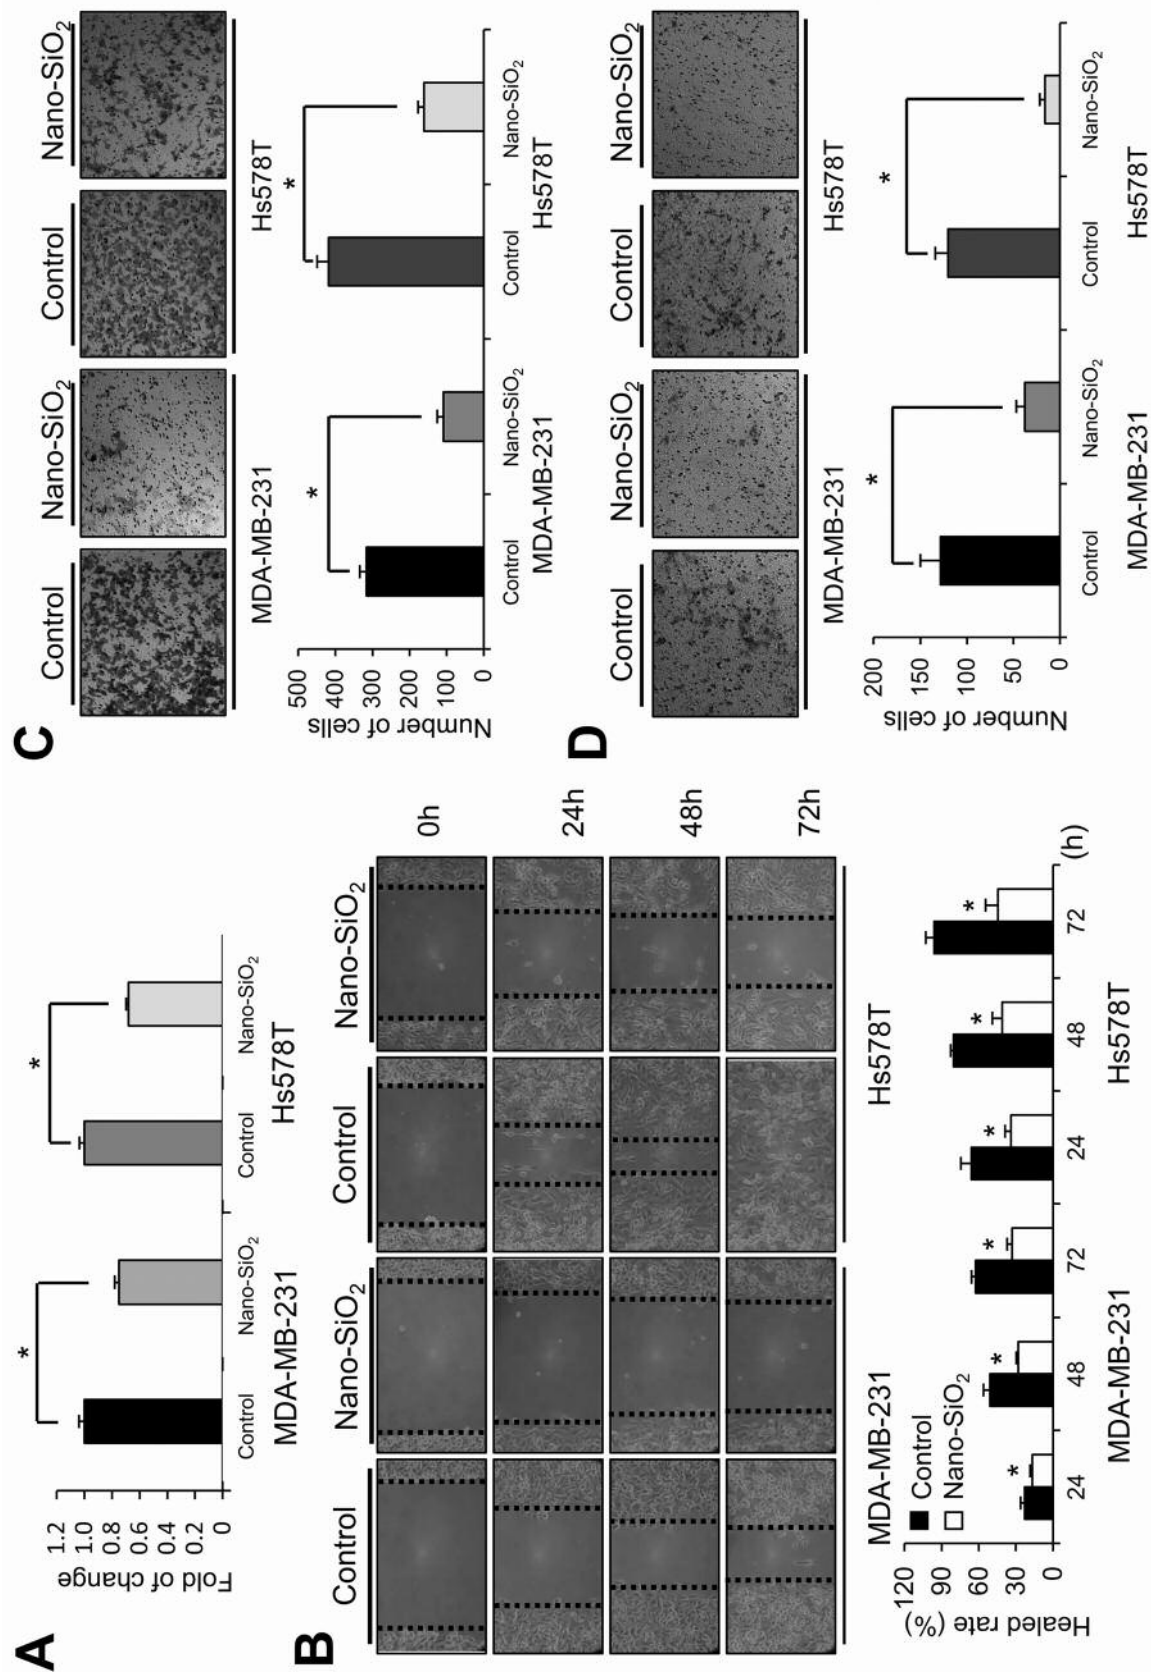 A
Fold of change
1.2
1.0
0.8
0.6
0.4
0.2
0
*
*
Control
Nano-SiO2
Control
Nano-SiO2
MDA-MB-231
Hs578T
B
Control
Nano-SiO2
Control
Nano-SiO2
0h
24h
48h
72h
MDA-MB-231
Hs578T
Control
Nano-SiO2
Healed rate (%)
120
90
60
30
0
*
*
*
*
*
*
24
48
72
24
48
72
(h)
MDA-MB-231
Hs578T
C
Control
Nano-SiO2
Control
Nano-SiO2
MDA-MB-231
Hs578T
Number of cells
500
400
300
200
100
0
*
*
Control
Nano-SiO2
Control
Nano-SiO2
MDA-MB-231
Hs578T
D
Control
Nano-SiO2
Control
Nano-SiO2
MDA-MB-231
Hs578T
Number of cells
200
150
100
50
0
*
*
Control
Nano-SiO2
Control
Nano-SiO2
MDA-MB-231
Hs578T